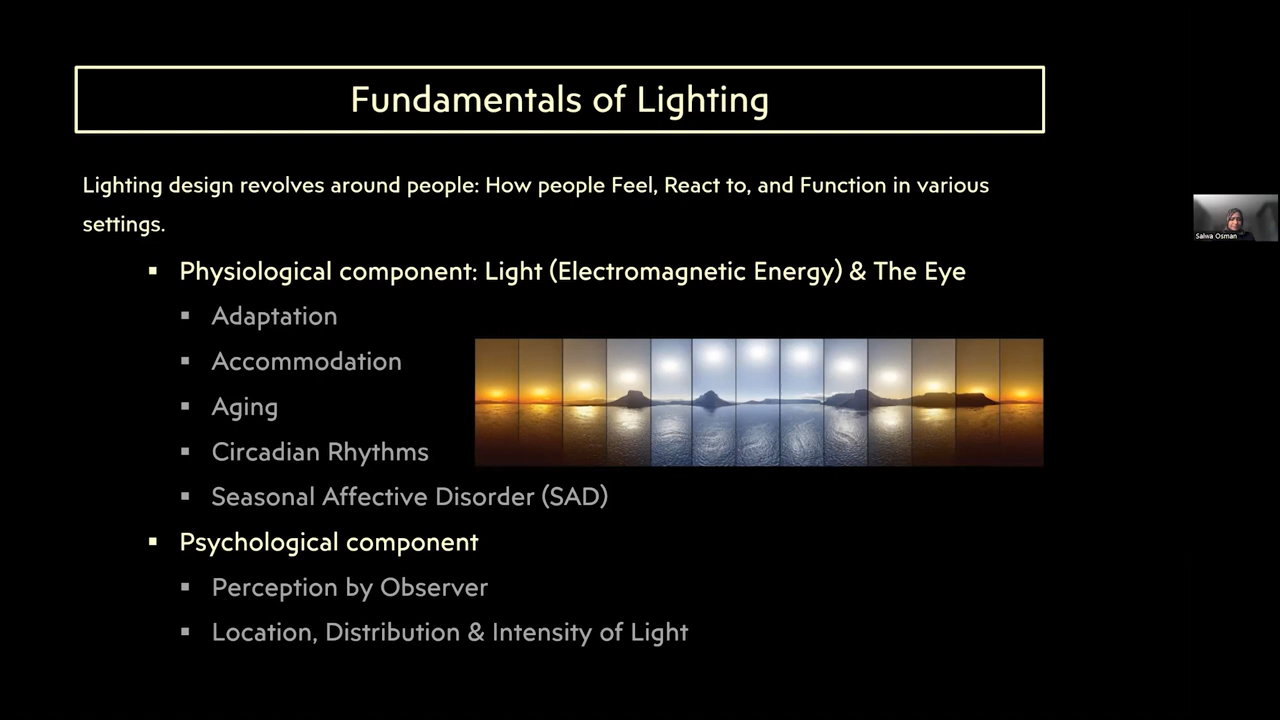 Fundamentals of Lighting
Lighting design revolves around people: How people Feel, React to, and Function in various
settings.
▪ Physiological component: Light (Electromagnetic Energy) & The Eye
▪ Adaptation
▪ Accommodation
▪ Aging
▪ Circadian Rhythms
▪ Seasonal Affective Disorder (SAD)
▪ Psychological component
▪ Perception by Observer
▪ Location, Distribution & Intensity of Light
Salwa Osman